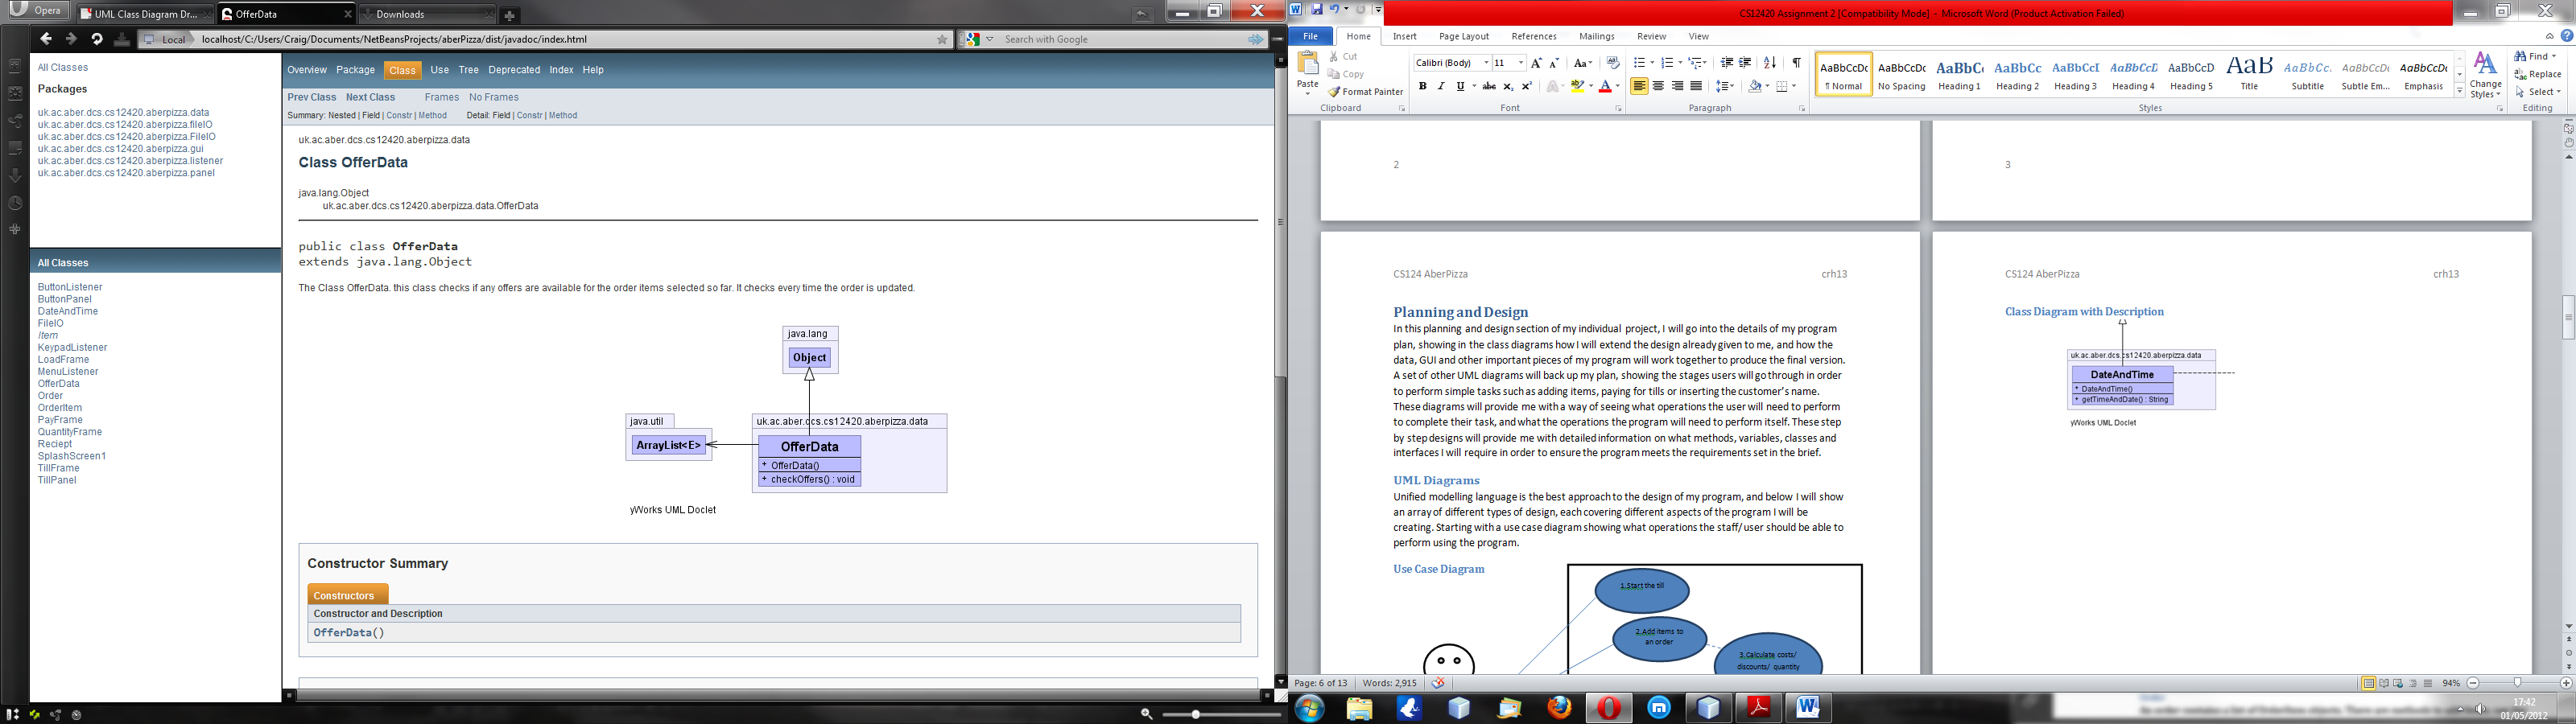 Opera
UML Class Diagram Dr...
OfferData
Downloads
Local
localhost/C:/Users/Craig/Documents/NetBeansProjects/aberPizza/dist/javadoc/index.html
Search with Google
All Classes
Packages
uk.ac.aber.dcs.cs12420.aberpizza.data
uk.ac.aber.dcs.cs12420.aberpizza.fileIO
uk.ac.aber.dcs.cs12420.aberpizza.FileIO
uk.ac.aber.dcs.cs12420.aberpizza.gui
uk.ac.aber.dcs.cs12420.aberpizza.listener
uk.ac.aber.dcs.cs12420.aberpizza.panel
All Classes
ButtonListener
ButtonPanel
DateAndTime
FileIO
Item
KeypadListener
LoadFrame
MenuListener
OfferData
Order
OrderItem
PayFrame
QuantityFrame
Reciept
SplashScreen1
TillFrame
TillPanel
Overview Package Class Use Tree Deprecated Index Help
Prev Class Next Class Frames No Frames
Summary: Nested | Field | Constr | Method Detail: Field | Constr | Method
uk.ac.aber.dcs.cs12420.aberpizza.data
Class OfferData
java.lang.Object
uk.ac.aber.dcs.cs12420.aberpizza.data.OfferData
public class OfferData
extends java.lang.Object
The Class OfferData. this class checks if any offers are available for the order items selected so far. It checks every time the order is updated.
java.lang
Object
java.util
ArrayList<E>
uk.ac.aber.dcs.cs12420.aberpizza.data
OfferData
+ OfferData()
+ checkOffers() : void
yWorks UML Doclet
Constructor Summary
Constructors
Constructor and Description
OfferData()
CS12420 Assignment 2 [Compatibility Mode] - Microsoft Word (Product Activation Failed)
File Home Insert Page Layout References Mailings Review View
Paste
Cut
Copy
Format Painter
Clipboard
Calibri (Body) 11
Font
Paragraph
AaBbCcDc AaBbCcDc AaBbC AaBbCc AaBbCcI AaBbCcD AaBbCcD AaB AaBbCc. AaBbCcDc AaBbCcDc
¶ Normal No Spacing Heading 1 Heading 2 Heading 3 Heading 4 Heading 5 Title Subtitle Subtle Em... Emphasis
Change Styles
Styles
Find
Replace
Select
Editing
2
3
CS124 AberPizza crh13
Planning and Design
In this planning and design section of my individual project, I will go into the details of my program
plan, showing in the class diagrams how I will extend the design already given to me, and how the
data, GUI and other important pieces of my program will work together to produce the final version.
A set of other UML diagrams will back up my plan, showing the stages users will go through in order
to perform simple tasks such as adding items, paying for tills or inserting the customer's name.
These diagrams will provide me with a way of seeing what operations the user will need to perform
to complete their task, and what the operations the program will need to perform itself. These step
by step designs will provide me with detailed information on what methods, variables, classes and
interfaces I will require in order to ensure the program meets the requirements set in the brief.
UML Diagrams
Unified modelling language is the best approach to the design of my program, and below I will show
an array of different types of design, each covering different aspects of the program I will be
creating. Starting with a use case diagram showing what operations the staff/ user should be able to
perform using the program.
Use Case Diagram
1.Start the till
2.Add items to
an order
3.Calculate costs/
discounts/ quantity
CS124 AberPizza crh13
Class Diagram with Description
uk.ac.aber.dcs.cs12420.aberpizza.data
DateAndTime
+ DateAndTime()
+ getTimeAndDate() : String
yWorks UML Doclet
Page: 6 of 13 Words: 2,915
94%
17:42
01/05/2012